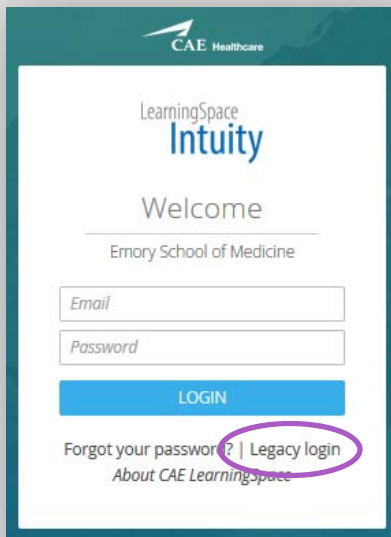 CAE Healthcare
LearningSpace
Intuity
Welcome
Emory School of Medicine
Email
Password
LOGIN
Forgot your password? | Legacy login
About CAE LearningSpace